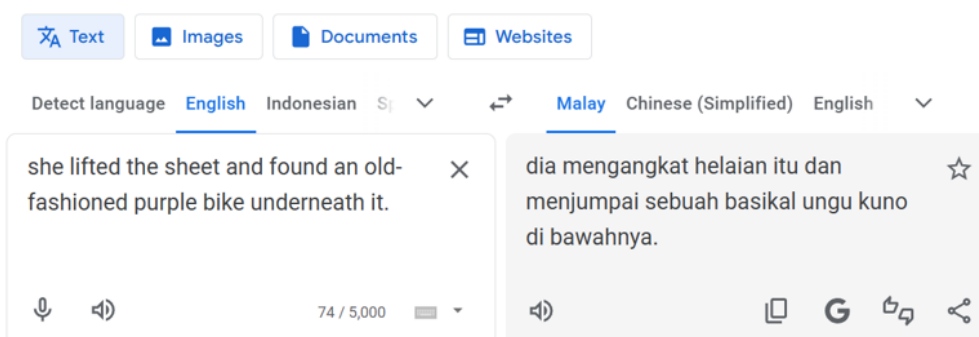 Text
Images
Documents
Websites
Detect language English Indonesian Sp
Malay Chinese (Simplified) English
she lifted the sheet and found an old-
fashioned purple bike underneath it.
dia mengangkat helaian itu dan
menjumpai sebuah basikal ungu kuno
di bawahnya.
74 / 5,000